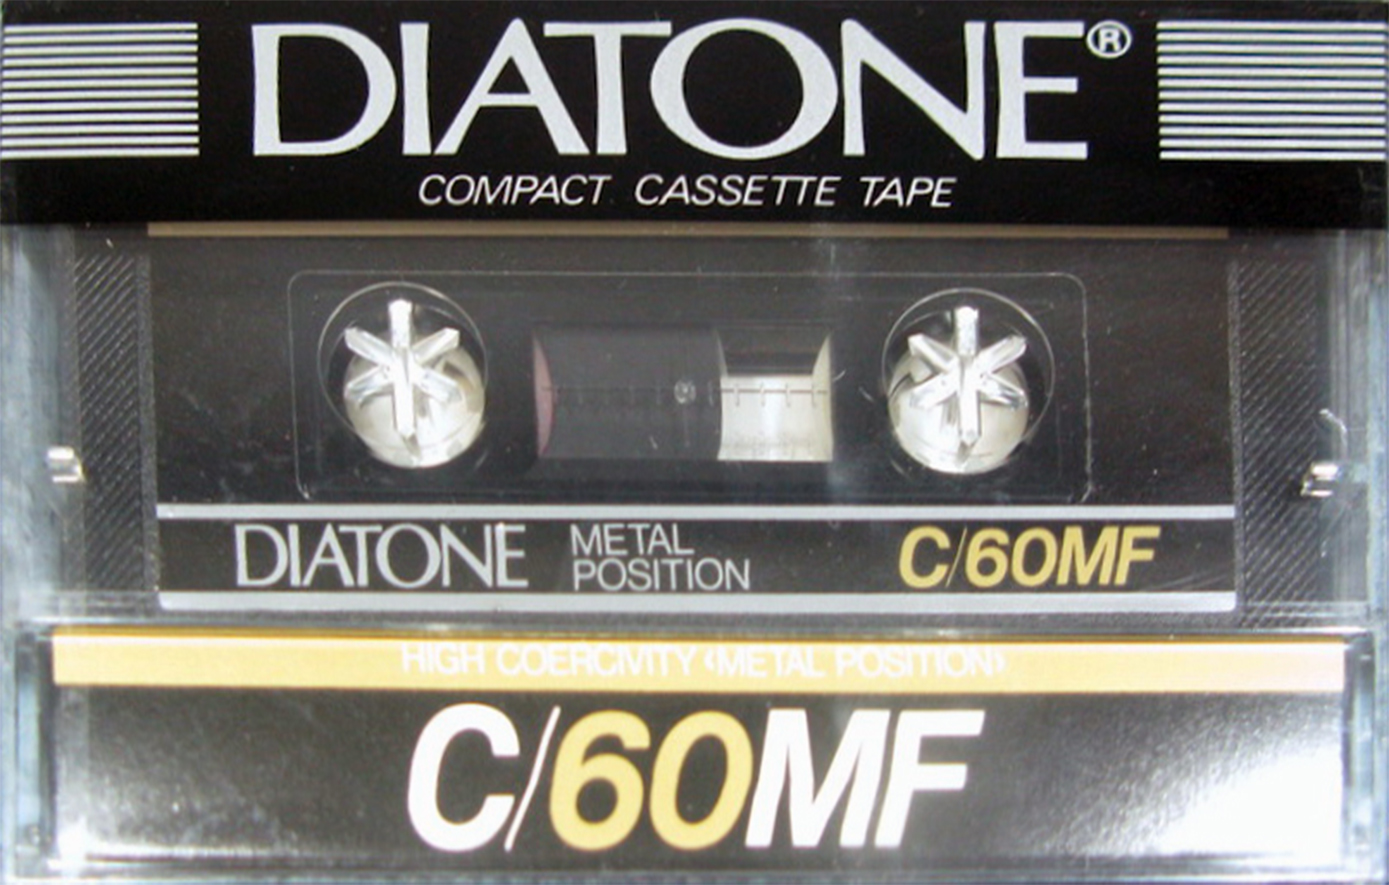 DIATONE®
COMPACT CASSETTE TAPE
DIATONE METAL POSITION C/60MF
HIGH COERCIVITY (METAL POSITION)
C/60MF